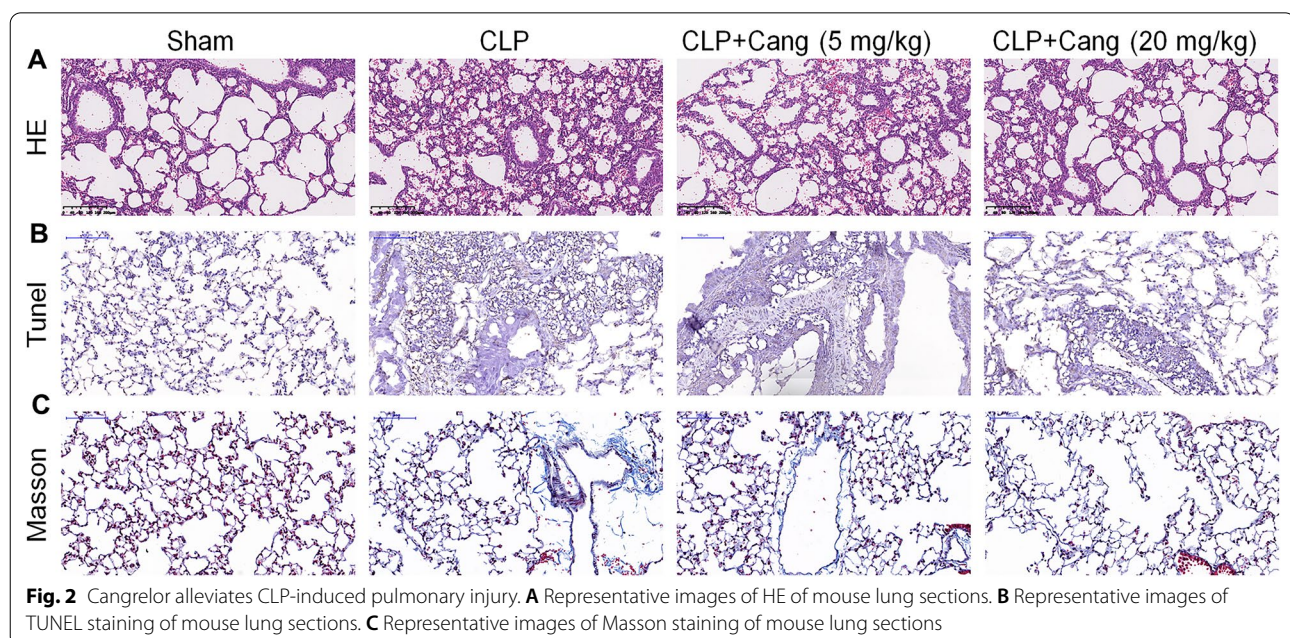 Sham CLP CLP+Cang (5 mg/kg) CLP+Cang (20 mg/kg)
A
HE
B
Tunel
C
Masson
Fig. 2 Cangrelor alleviates CLP-induced pulmonary injury. A Representative images of HE of mouse lung sections. B Representative images of
TUNEL staining of mouse lung sections. C Representative images of Masson staining of mouse lung sections